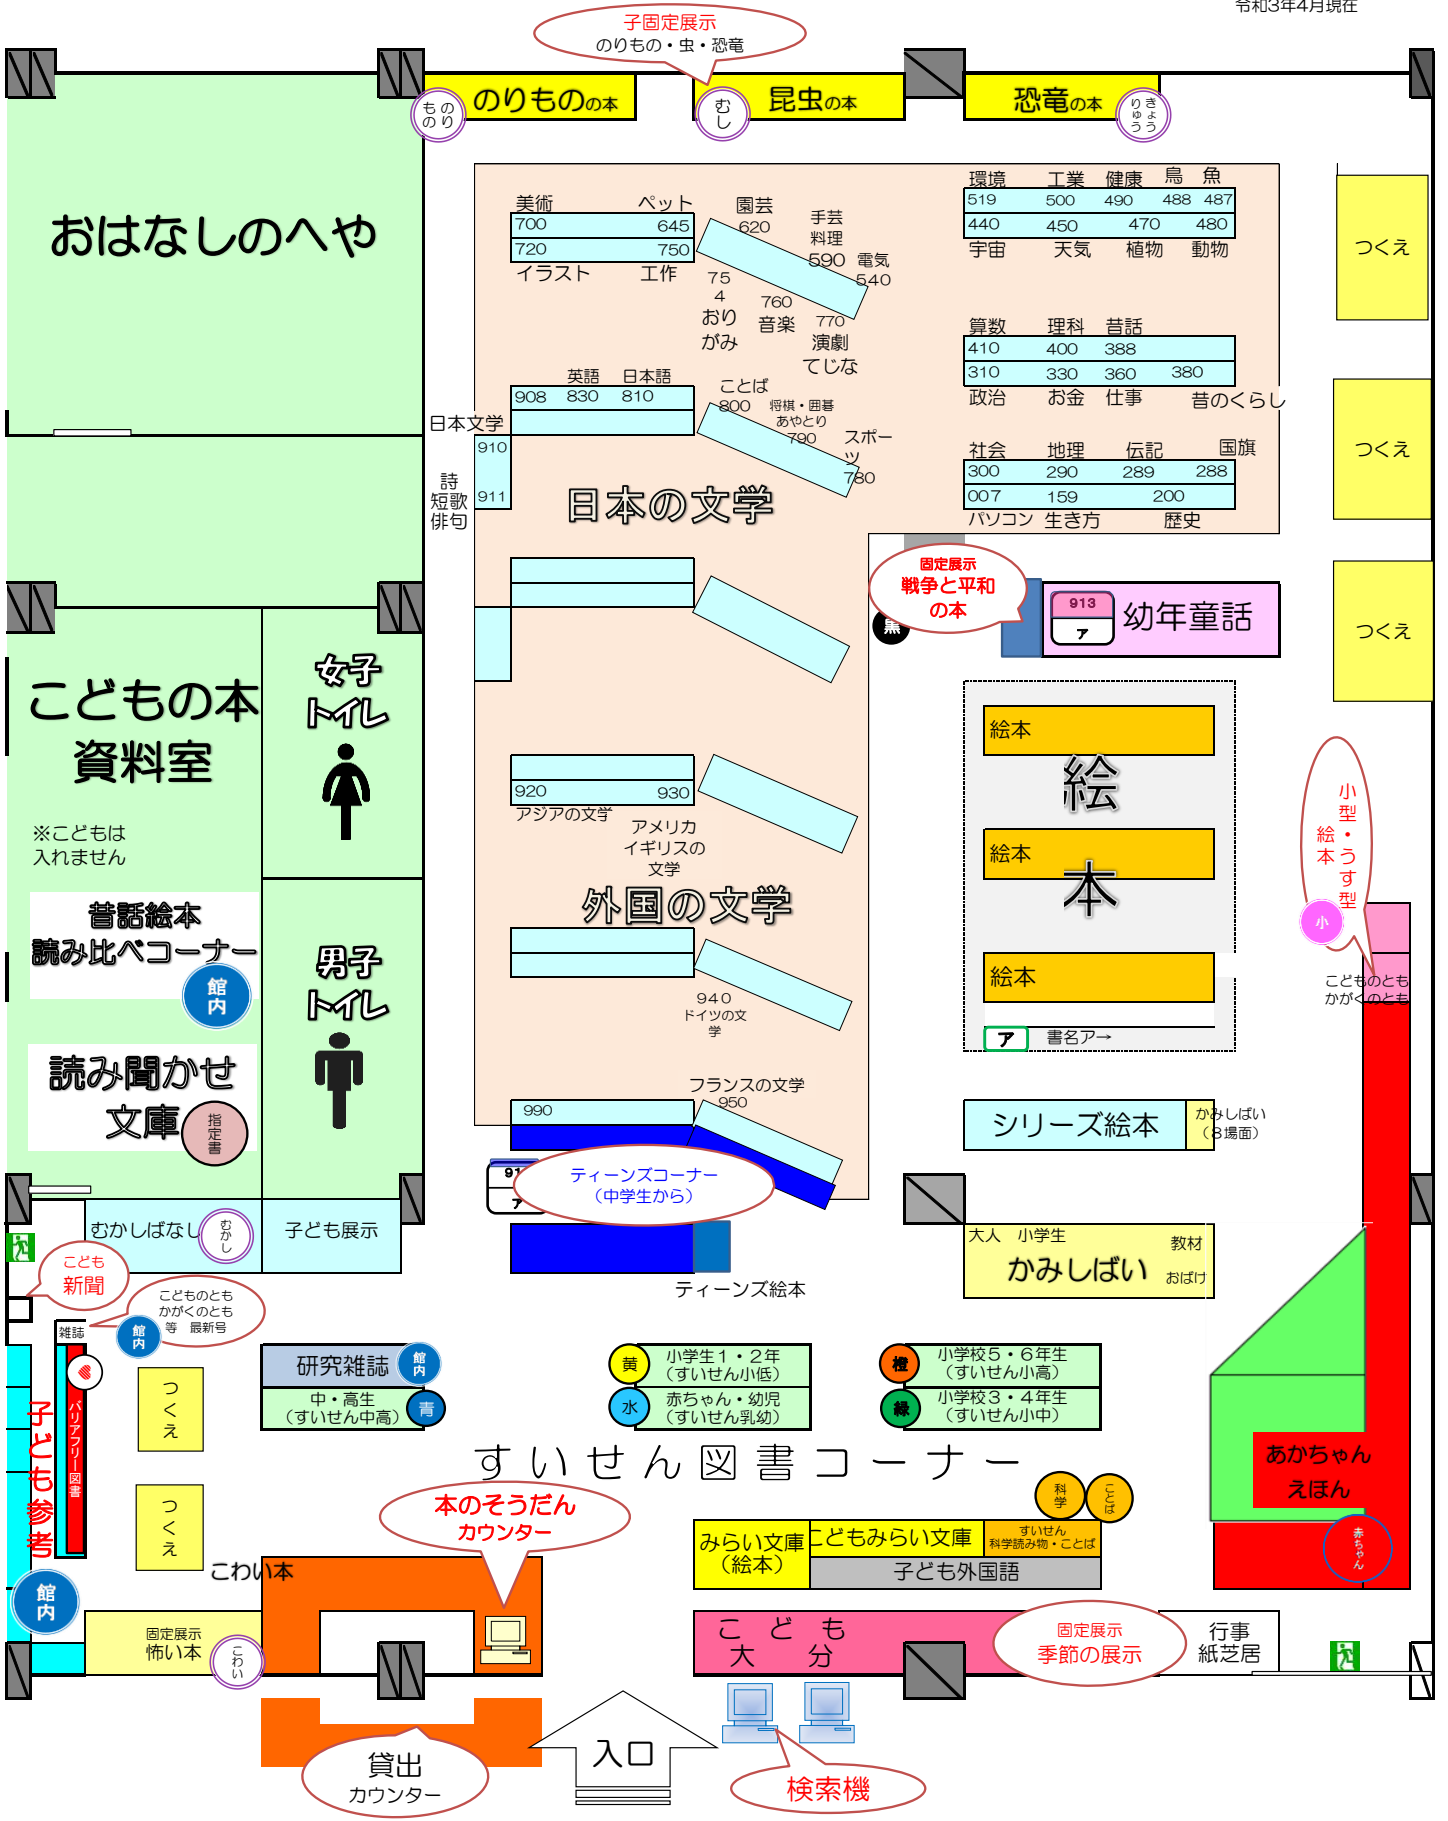 令和3年4月現在
子固定展示
のりもの・虫・恐竜
のりものの本
のり
もの
昆虫の本
むし
恐竜の本
きょう
りゅう
おはなしのへや
美術 ペット
700 645
720 750
イラスト 工作
園芸
620
手芸
料理
590
電気
540
75
4
おり
がみ
760
音楽
770
演劇
てじな
環境 工業 健康 鳥 魚
519 500 490 488 487
440 450 470 480
宇宙 天気 植物 動物
つくえ
算数 理科 昔話
410 400 388
310 330 360 380
政治 お金 仕事 昔のくらし
つくえ
英語 日本語
908 830 810
ことば
800
将棋・囲碁
あやとり
790
スポー
ツ
780
日本文学
910
詩
短歌
俳句
911
日本の文学
社会 地理 伝記 国旗
300 290 289 288
007 159 200
パソコン 生き方 歴史
固定展示
戦争と平和
の本
黒
913
ア
幼年童話
つくえ
こどもの本
資料室
※こどもは
入れません
女子
トイレ
昔話絵本
読み比べコーナー
館内
男子
トイレ
読み聞かせ
文庫
指定書
920 930
アジアの文学
アメリカ
イギリスの
文学
外国の文学
940
ドイツの文
学
フランスの文学
950
990
絵本
絵本
絵本
絵
本
ア
書名ア→
小型・うす型
絵本
小
こどものとも
かがくのとも
シリーズ絵本
かみしばい
(8場面)
91
ア
ティーンズコーナー
(中学生から)
ティーンズ絵本
むかしばなし
むかし
子ども展示
大人 小学生
教材
かみしばい
おばけ
こども
新聞
こどものとも
かがくのとも
等 最新号
館内
雑誌
バリアフリー図書
子ども参考
館内
つくえ
つくえ
研究雑誌
館内
中・高生
(すいせん中高)
青
黄
小学生1・2年
(すいせん小低)
水
赤ちゃん・幼児
(すいせん乳幼)
橙
小学校5・6年生
(すいせん小高)
緑
小学校3・4年生
(すいせん小中)
すいせん図書コーナー
あかちゃん
えほん
赤ちゃん
本のそうだん
カウンター
こわい本
固定展示
怖い本
こわい
科学
ことば
みらい文庫
(絵本)
こどもみらい文庫
すいせん
科学読み物・ことば
子ども外国語
こども
大分
固定展示
季節の展示
行事
紙芝居
貸出
カウンター
入口
検索機